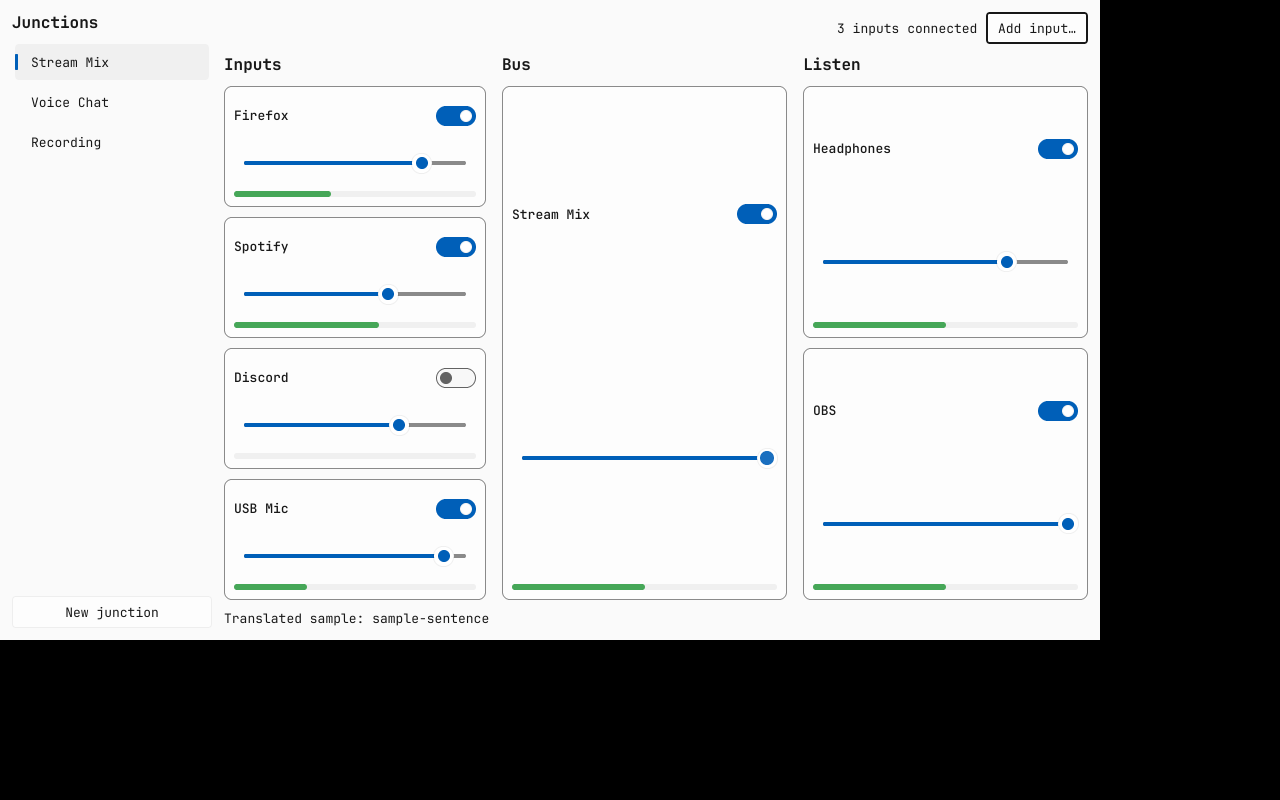 Junctions
3 inputs connected
Add input…
Stream Mix
Voice Chat
Recording
New junction
Inputs
Firefox
Spotify
Discord
USB Mic
Bus
Stream Mix
Listen
Headphones
OBS
Translated sample: sample-sentence